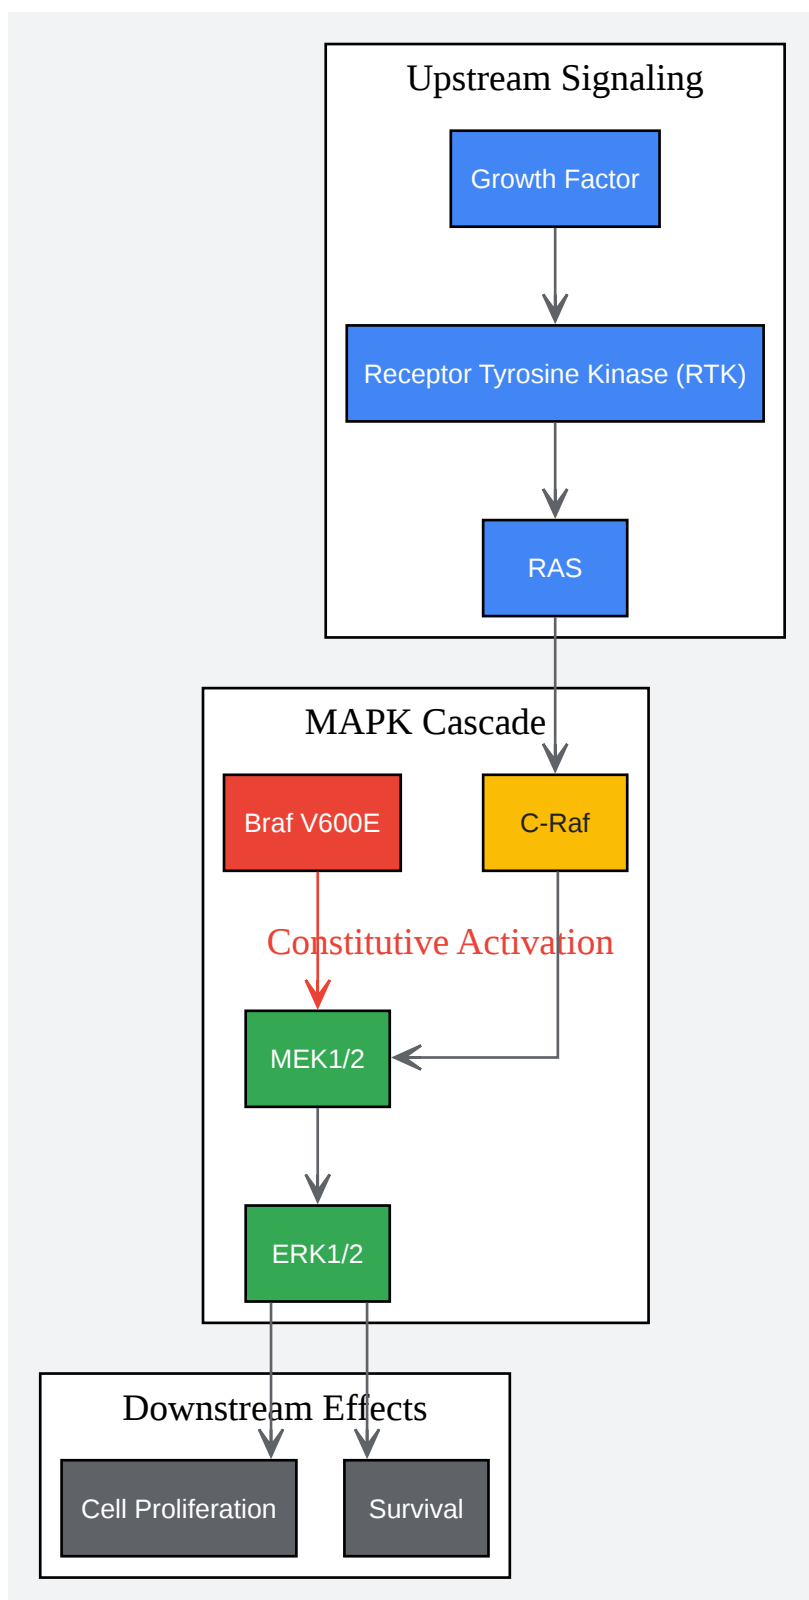 Upstream Signaling
Growth Factor
Receptor Tyrosine Kinase (RTK)
RAS
MAPK Cascade
Braf V600E
C-Raf
Constitutive Activation
MEK1/2
ERK1/2
Downstream Effects
Cell Proliferation
Survival